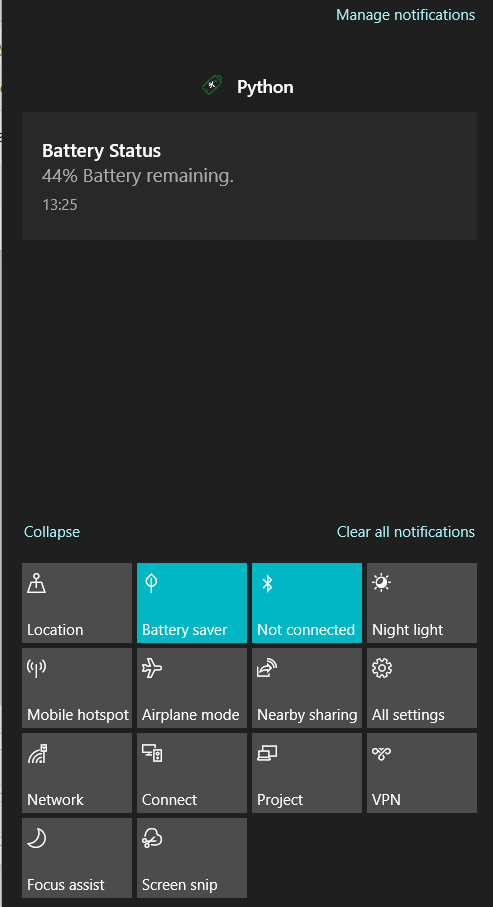 Manage notifications
Python
Battery Status
44% Battery remaining.
13:25
Collapse
Clear all notifications
Location
Battery saver
Not connected
Night light
Mobile hotspot
Airplane mode
Nearby sharing
All settings
Network
Connect
Project
VPN
Focus assist
Screen snip